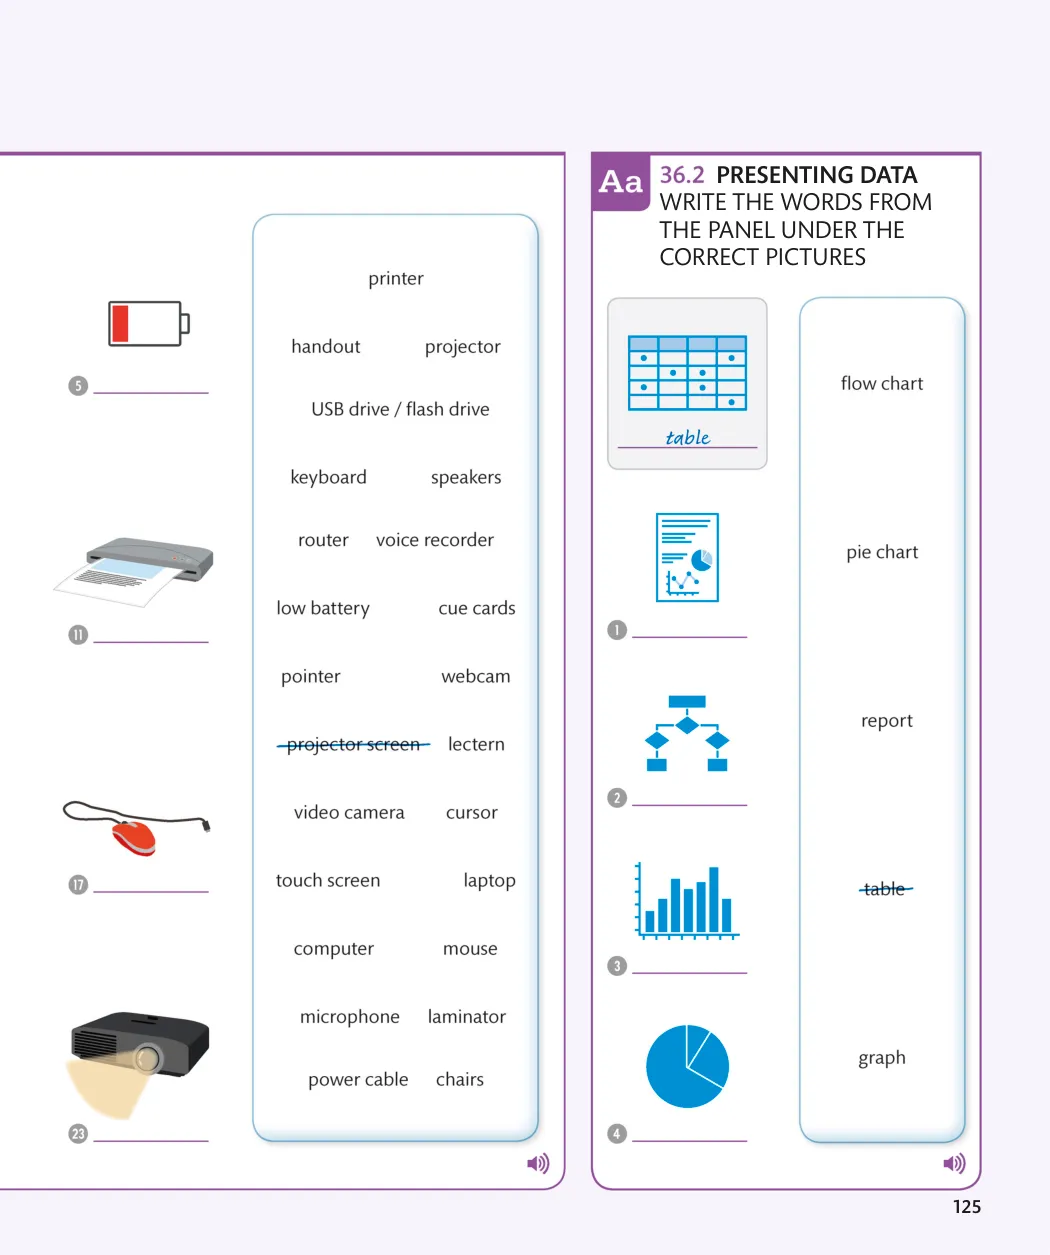 5
11
17
23
printer
handout projector
USB drive / flash drive
keyboard speakers
router voice recorder
low battery cue cards
pointer webcam
projector screen lectern
video camera cursor
touch screen laptop
computer mouse
microphone laminator
power cable chairs
Aa
36.2 PRESENTING DATA
WRITE THE WORDS FROM
THE PANEL UNDER THE
CORRECT PICTURES
table
1
2
3
4
flow chart
pie chart
report
table
graph
125